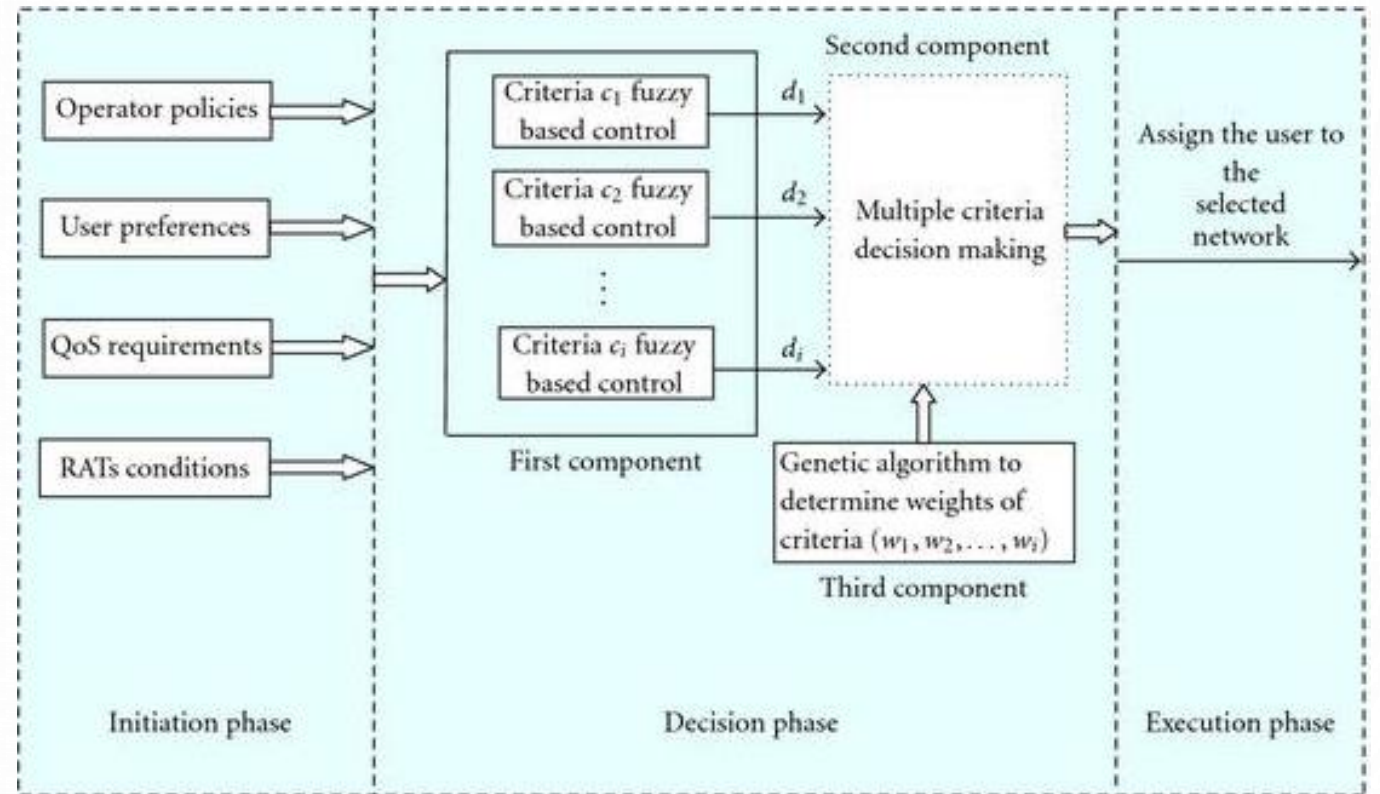 Operator policies
User preferences
QoS requirements
RATs conditions
Initiation phase
Criteria c₁ fuzzy
based control
Criteria c₂ fuzzy
based control
⋮
Criteria cᵢ fuzzy
based control
First component
d₁
d₂
dᵢ
Second component
Multiple criteria
decision making
Genetic algorithm to
determine weights of
criteria (w₁, w₂, . . . , wᵢ)
Third component
Decision phase
Assign the user to
the
selected
network
Execution phase